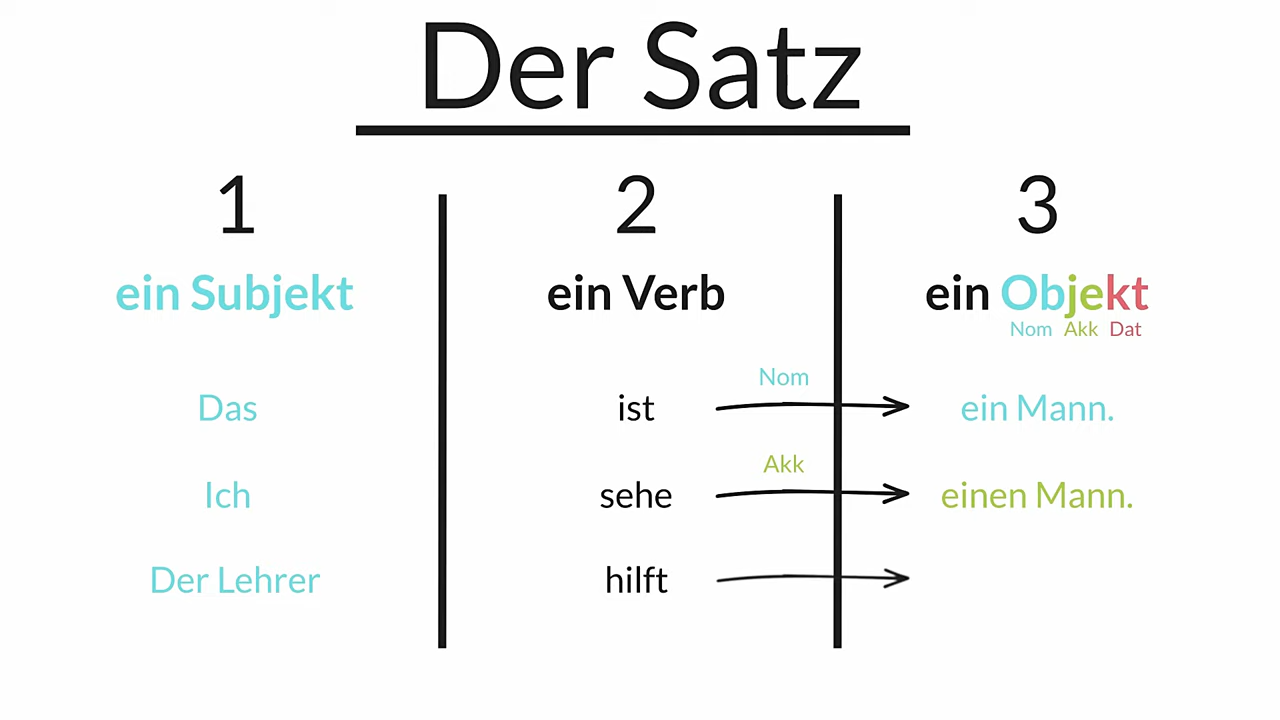 Der Satz
1 2 3
ein Subjekt ein Verb ein Objekt
Nom Akk Dat
Nom
Das ist ein Mann.
Akk
Ich sehe einen Mann.
Der Lehrer hilft